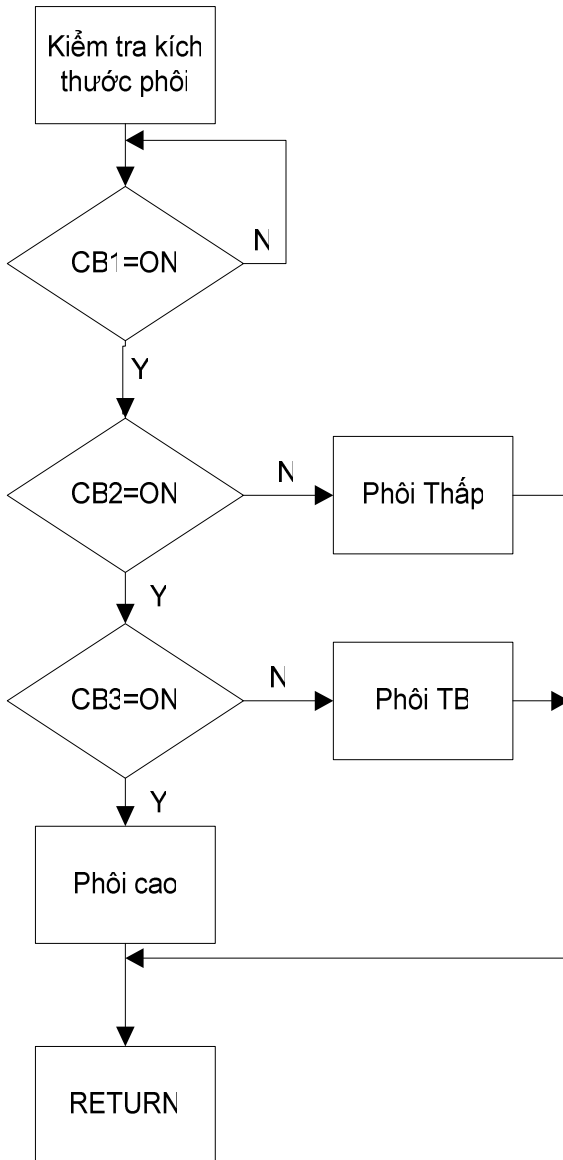 Kiểm tra kích
thước phôi
CB1=ON
N
Y
CB2=ON
N
Phôi Thấp
Y
CB3=ON
N
Phôi TB
Y
Phôi cao
RETURN